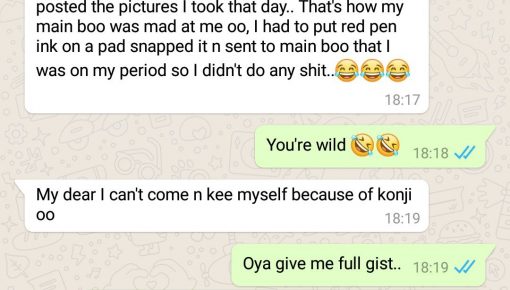 posted the pictures I took that day.. That's how my
main boo was mad at me oo, I had to put red pen
ink on a pad snapped it n sent to main boo that I
was on my period so I didn't do any shit..😂😂😂
18:17
You're wild 🤣🤣 18:18
My dear I can't come n kee myself because of konji
oo
18:19
Oya give me full gist.. 18:19